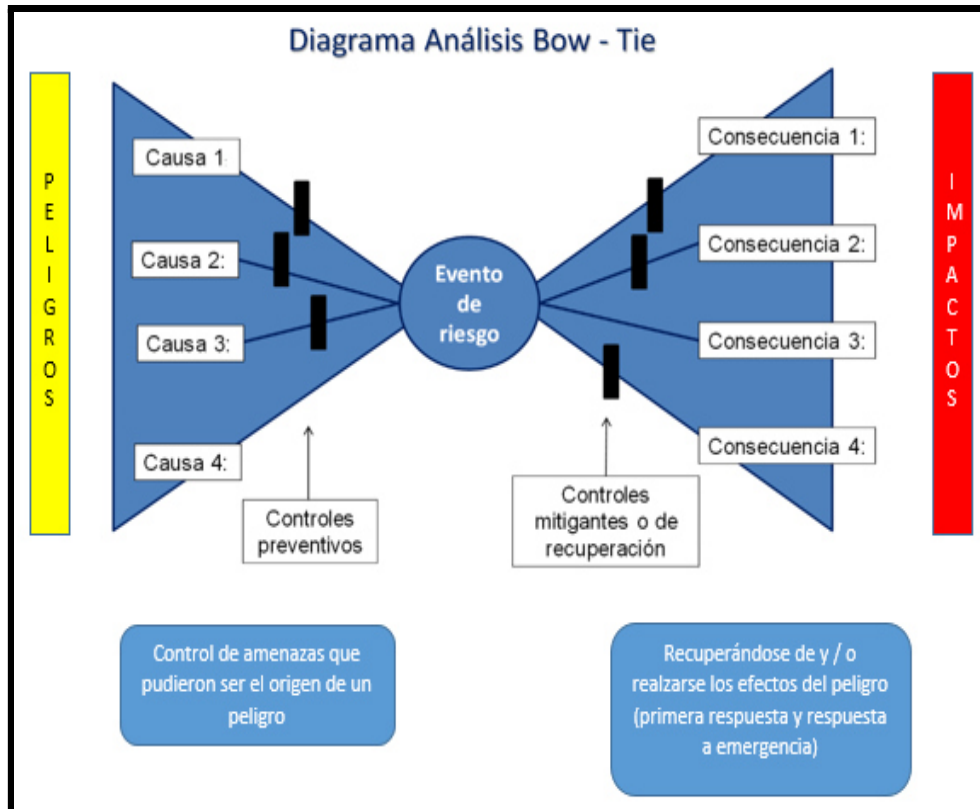 Diagrama Análisis Bow - Tie
PELIGROS
Causa 1:
Causa 2:
Causa 3:
Causa 4:
Controles
preventivos
Evento
de
riesgo
Consecuencia 1:
Consecuencia 2:
Consecuencia 3:
Consecuencia 4:
Controles
mitigantes o de
recuperación
IMPACTOS
Control de amenazas que
pudieron ser el origen de un
peligro
Recuperándose de y / o
realzarse los efectos del peligro
(primera respuesta y respuesta
a emergencia)